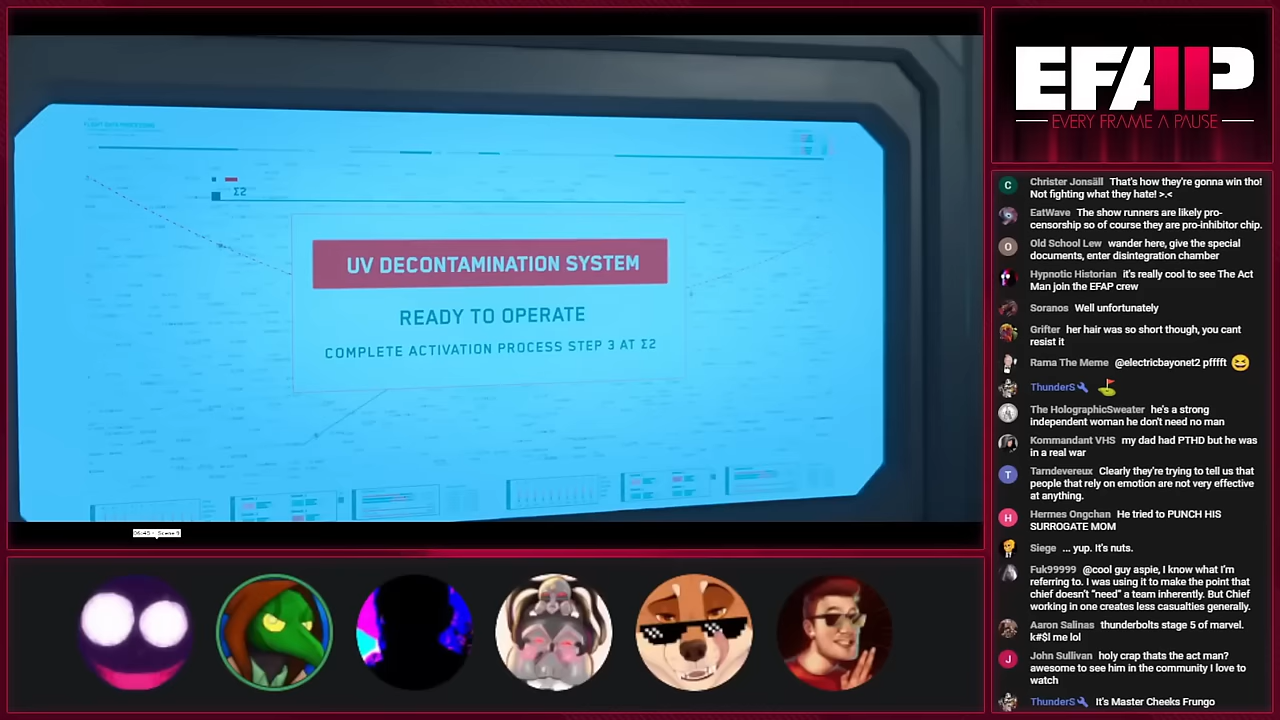 FLIGHT DATA PROCESSING
Σ2
UV DECONTAMINATION SYSTEM
READY TO OPERATE
COMPLETE ACTIVATION PROCESS STEP 3 AT Σ2
06:45 - Scene 9
EFAP
EVERY FRAME A PAUSE
C
Christer Jonsäll That's how they're gonna win tho!
Not fighting what they hate! >.<
EatWave The show runners are likely pro-
censorship so of course they are pro-inhibitor chip.
O
Old School Lew wander here, give the special
documents, enter disintegration chamber
Hypnotic Historian it's really cool to see The Act
Man join the EFAP crew
Soranos Well unfortunately
Grifter her hair was so short though, you cant
resist it
Rama The Meme @electricbayonet2 pfffft 😆
ThunderS 🔧 ⛳
The HolographicSweater he's a strong
independent woman he don't need no man
Kommandant VHS my dad had PTHD but he was
in a real war
T
Tarndevereux Clearly they're trying to tell us that
people that rely on emotion are not very effective
at anything.
H
Hermes Ongchan He tried to PUNCH HIS
SURROGATE MOM
Siege ... yup. It's nuts.
Fuk99999 @cool guy aspie, I know what I'm
referring to. I was using it to make the point that
chief doesn't “need” a team inherently. But Chief
working in one creates less casualties generally.
Aaron Salinas thunderbolts stage 5 of marvel.
k#$! me lol
J
John Sullivan holy crap thats the act man?
awesome to see him in the community I love to
watch
ThunderS 🔧 It's Master Cheeks Frungo